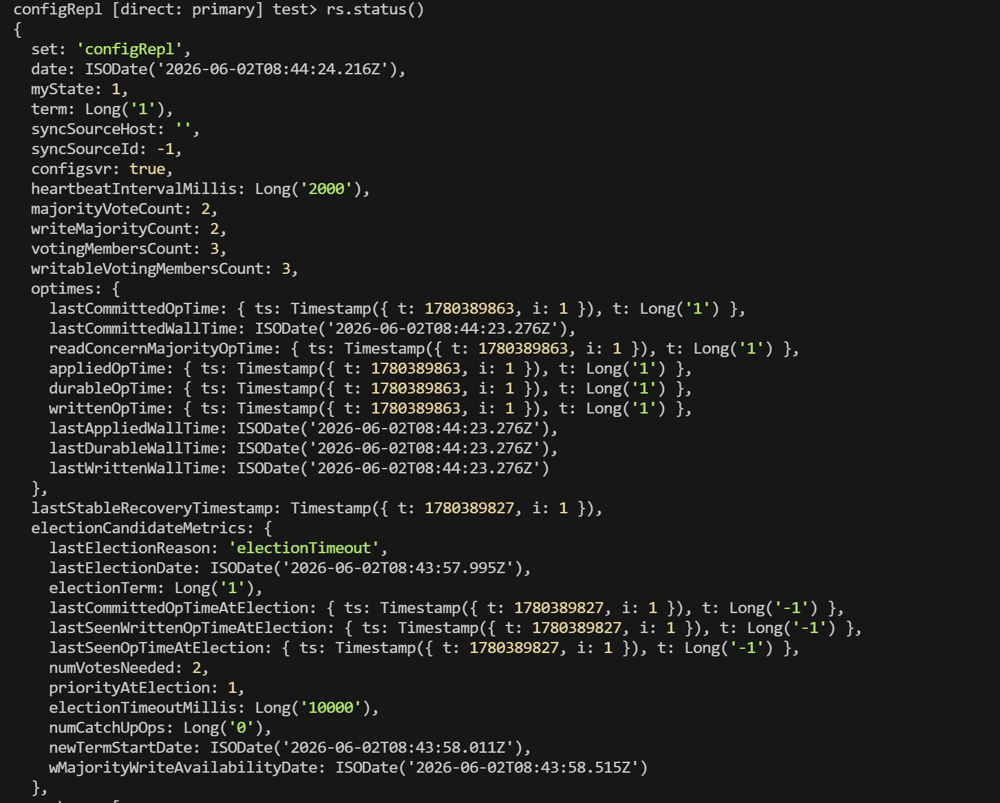 configRepl [direct: primary] test> rs.status()
{
  set: 'configRepl',
  date: ISODate('2026-06-02T08:44:24.216Z'),
  myState: 1,
  term: Long('1'),
  syncSourceHost: '',
  syncSourceId: -1,
  configsvr: true,
  heartbeatIntervalMillis: Long('2000'),
  majorityVoteCount: 2,
  writeMajorityCount: 2,
  votingMembersCount: 3,
  writableVotingMembersCount: 3,
  optimes: {
    lastCommittedOpTime: { ts: Timestamp({ t: 1780389863, i: 1 }), t: Long('1') },
    lastCommittedWallTime: ISODate('2026-06-02T08:44:23.276Z'),
    readConcernMajorityOpTime: { ts: Timestamp({ t: 1780389863, i: 1 }), t: Long('1') },
    appliedOpTime: { ts: Timestamp({ t: 1780389863, i: 1 }), t: Long('1') },
    durableOpTime: { ts: Timestamp({ t: 1780389863, i: 1 }), t: Long('1') },
    writtenOpTime: { ts: Timestamp({ t: 1780389863, i: 1 }), t: Long('1') },
    lastAppliedWallTime: ISODate('2026-06-02T08:44:23.276Z'),
    lastDurableWallTime: ISODate('2026-06-02T08:44:23.276Z'),
    lastWrittenWallTime: ISODate('2026-06-02T08:44:23.276Z')
  },
  lastStableRecoveryTimestamp: Timestamp({ t: 1780389827, i: 1 }),
  electionCandidateMetrics: {
    lastElectionReason: 'electionTimeout',
    lastElectionDate: ISODate('2026-06-02T08:43:57.995Z'),
    electionTerm: Long('1'),
    lastCommittedOpTimeAtElection: { ts: Timestamp({ t: 1780389827, i: 1 }), t: Long('-1') },
    lastSeenWrittenOpTimeAtElection: { ts: Timestamp({ t: 1780389827, i: 1 }), t: Long('-1') },
    lastSeenOpTimeAtElection: { ts: Timestamp({ t: 1780389827, i: 1 }), t: Long('-1') },
    numVotesNeeded: 2,
    priorityAtElection: 1,
    electionTimeoutMillis: Long('10000'),
    numCatchUpOps: Long('0'),
    newTermStartDate: ISODate('2026-06-02T08:43:58.011Z'),
    wMajorityWriteAvailabilityDate: ISODate('2026-06-02T08:43:58.515Z')
  },